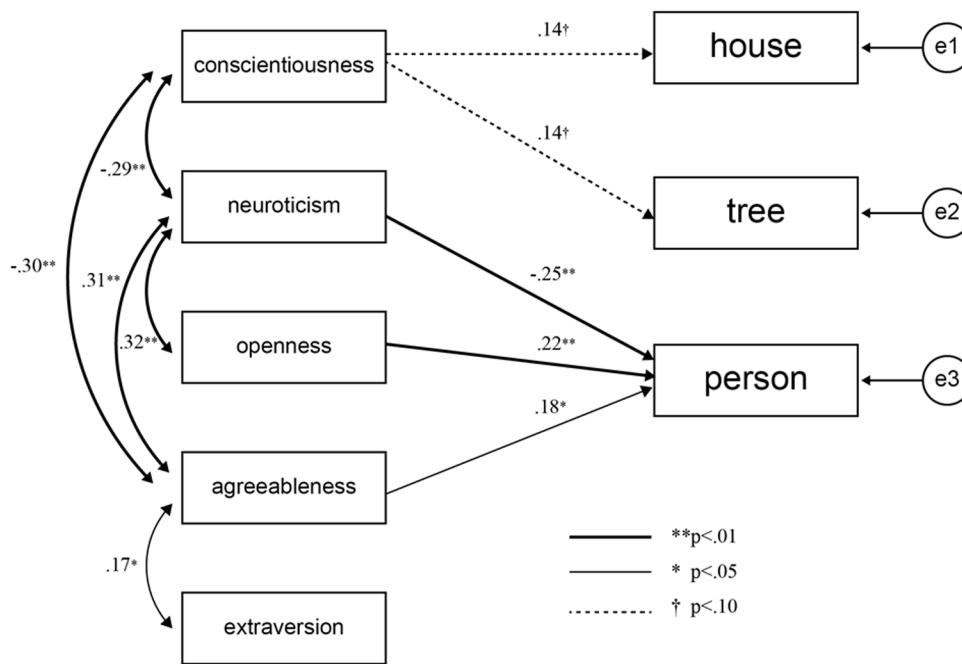 .14†
house
e1
conscientiousness
.14†
-.29**
neuroticism
tree
e2
-.30**
.31**
-.25**
.32**
openness
.22**
person
e3
.18*
agreeableness
**p<.01
.17*
* p<.05
† p<.10
extraversion